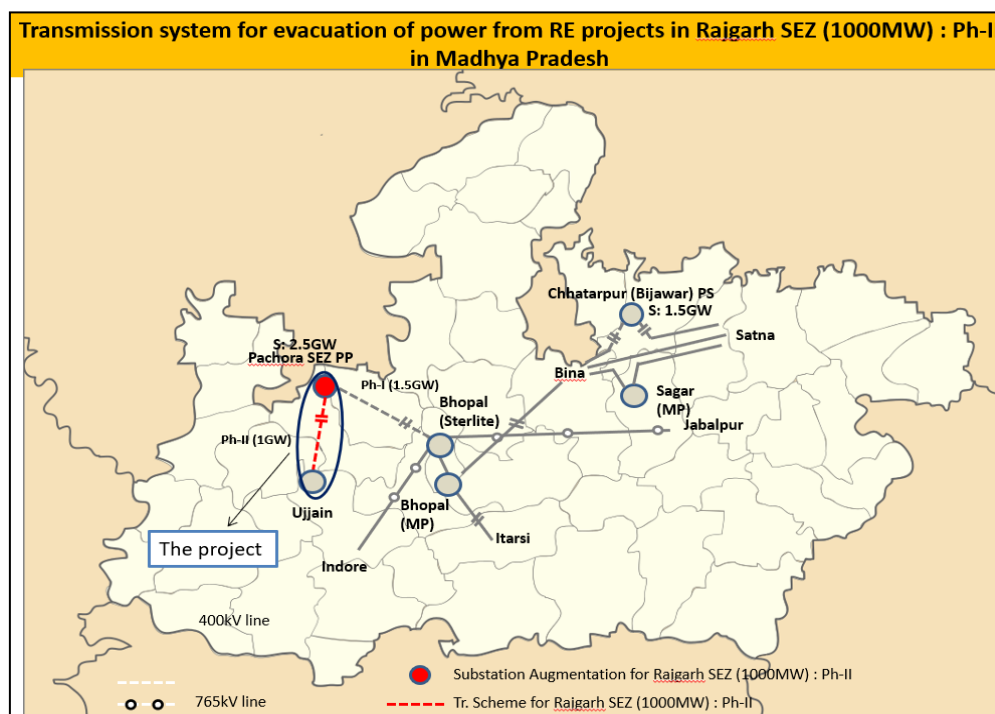 Transmission system for evacuation of power from RE projects in Rajgarh SEZ (1000MW) : Ph-I
in Madhya Pradesh
Chhatarpur (Bijawar) PS
S: 1.5GW
Satna
S: 2.5GW
Pachora SEZ PP
Bina
Ph-I (1.5GW)
Sagar
(MP)
Bhopal
(Sterlite)
Jabalpur
Ph-II (1GW)
Ujjain
Bhopal
(MP)
Itarsi
The project
Indore
400kV line
Substation Augmentation for Rajgarh SEZ (1000MW) : Ph-II
765kV line
Tr. Scheme for Rajgarh SEZ (1000MW) : Ph-II